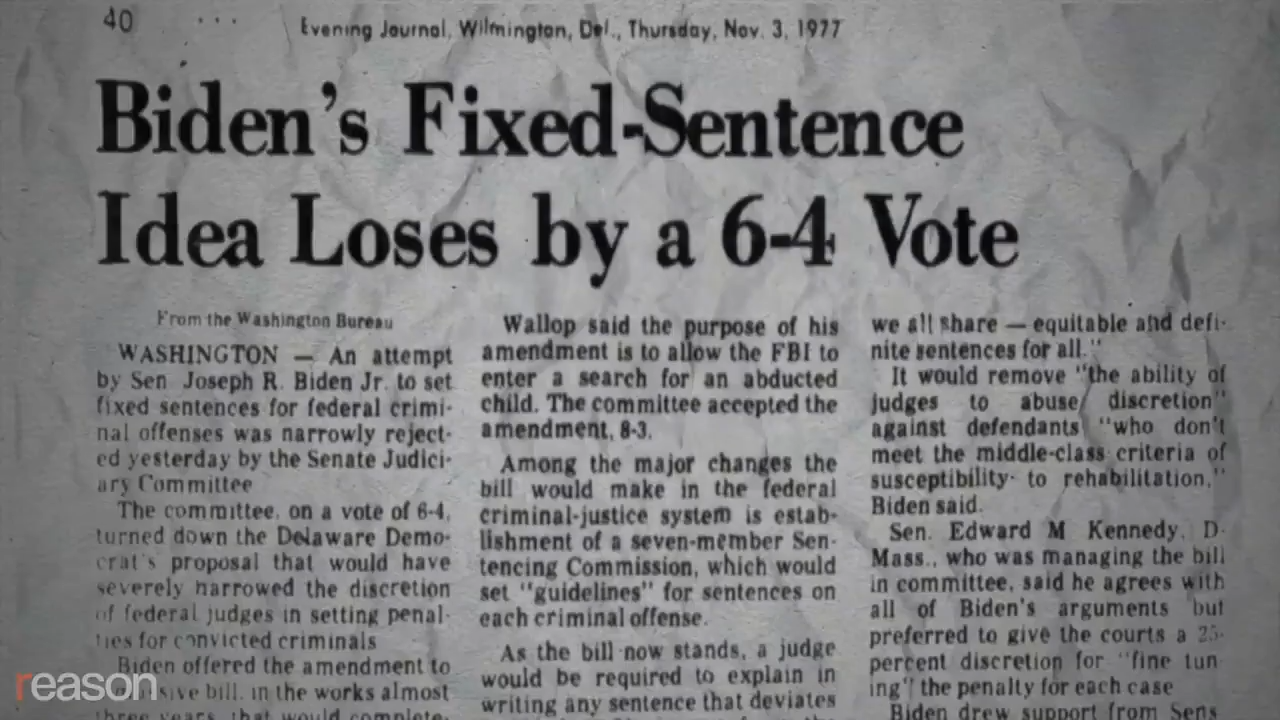 40
Evening Journal, Wilmington, Del., Thursday, Nov. 3, 1977
Biden's Fixed-Sentence
Idea Loses by a 6-4 Vote
From the Washington Bureau
WASHINGTON — An attempt
by Sen. Joseph R. Biden Jr. to set
fixed sentences for federal crimi-
nal offenses was narrowly reject-
ed yesterday by the Senate Judici-
ary Committee
The committee, on a vote of 6-4,
turned down the Delaware Demo-
crat's proposal that would have
severely narrowed the discretion
of federal judges in setting penal-
ties for convicted criminals
Biden offered the amendment to
bill, in the works almost
three years, that would complete-
Wallop said the purpose of his
amendment is to allow the FBI to
enter a search for an abducted
child. The committee accepted the
amendment, 8-3.
Among the major changes the
bill would make in the federal
criminal-justice system is estab-
lishment of a seven-member Sen-
tencing Commission, which would
set "guidelines" for sentences on
each criminal offense.
As the bill now stands, a judge
would be required to explain in
writing any sentence that deviates
we all share — equitable and defi-
nite sentences for all."
It would remove "the ability of
judges to abuse discretion"
against defendants "who don't
meet the middle-class criteria of
susceptibility to rehabilitation,"
Biden said.
Sen. Edward M Kennedy, D-
Mass., who was managing the bill
in committee, said he agrees with
all of Biden's arguments but
preferred to give the courts a 25-
percent discretion for "fine tun
ing" the penalty for each case
Biden drew support from Sens
reason